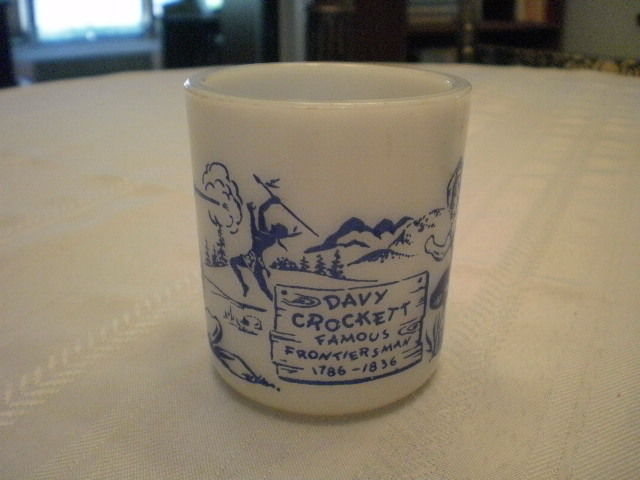 DAVY
CROCKETT
FAMOUS
FRONTIERSMAN
1786-1836